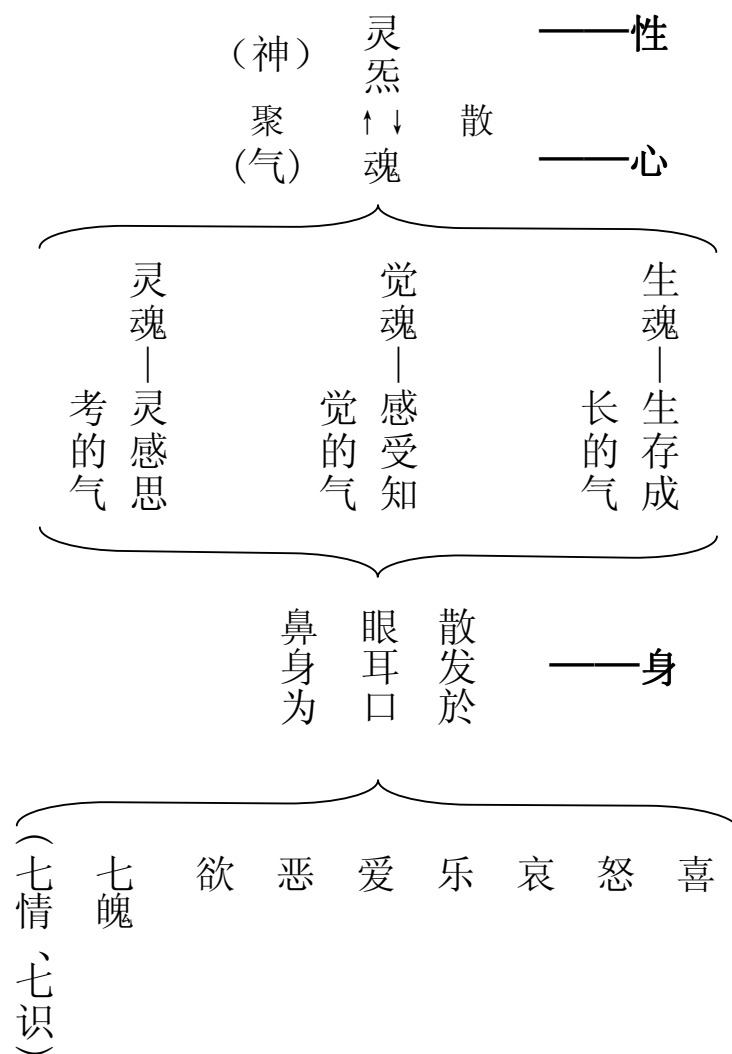 （神） 灵炁 ——性
聚 ↑↓ 散
(气) 魂 ——心
生魂—生存成
长的气
觉魂—感受知
觉的气
灵魂—灵感思
考的气
散发於
眼耳口
鼻身为
——身
喜
怒
哀
乐
爱
恶
欲
七魄
(七情、七识)